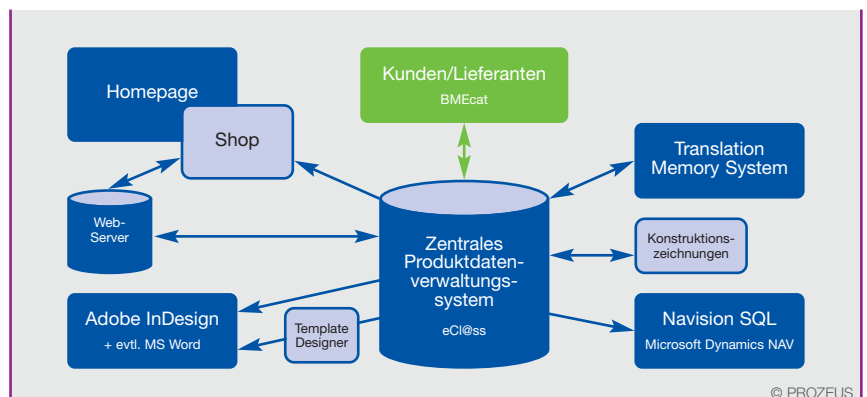 Homepage
Shop
Kunden/Lieferanten
BMEcat
Translation
Memory System
Web-
Server
Zentrales
Produktdaten-
verwaltungs-
system
eCl@ss
Konstruktions-
zeichnungen
Adobe InDesign
+ evtl. MS Word
Template
Designer
Navision SQL
Microsoft Dynamics NAV
© PROZEUS